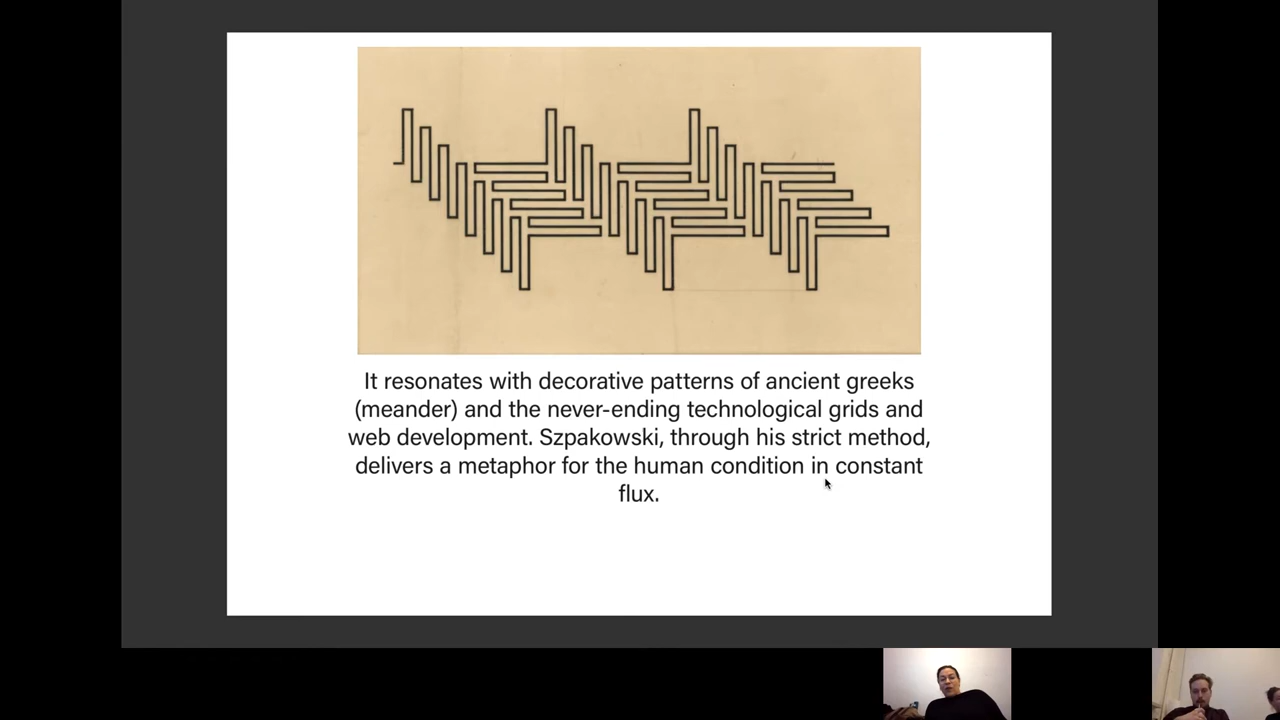 It resonates with decorative patterns of ancient greeks
(meander) and the never-ending technological grids and
web development. Szpakowski, through his strict method,
delivers a metaphor for the human condition in constant
flux.